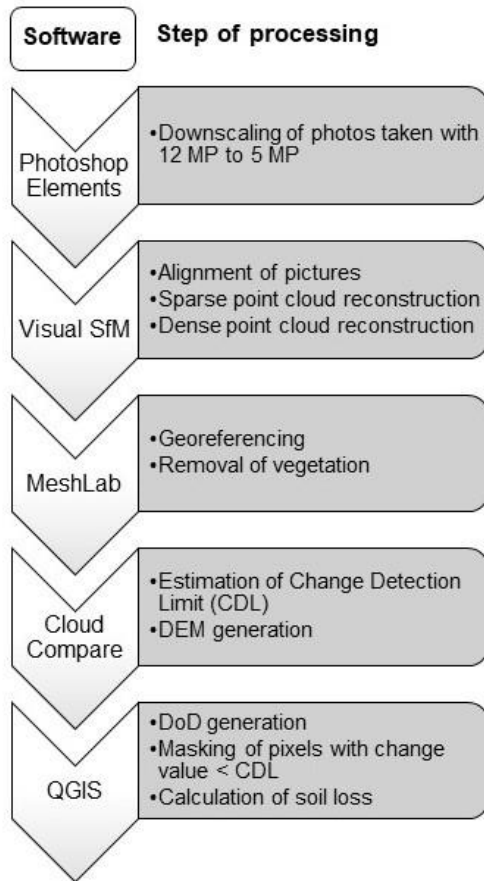 Software
Step of processing
Photoshop
Elements
•Downscaling of photos taken with
12 MP to 5 MP
Visual SfM
•Alignment of pictures
•Sparse point cloud reconstruction
•Dense point cloud reconstruction
MeshLab
•Georeferencing
•Removal of vegetation
Cloud
Compare
•Estimation of Change Detection
Limit (CDL)
•DEM generation
QGIS
•DoD generation
•Masking of pixels with change
value < CDL
•Calculation of soil loss